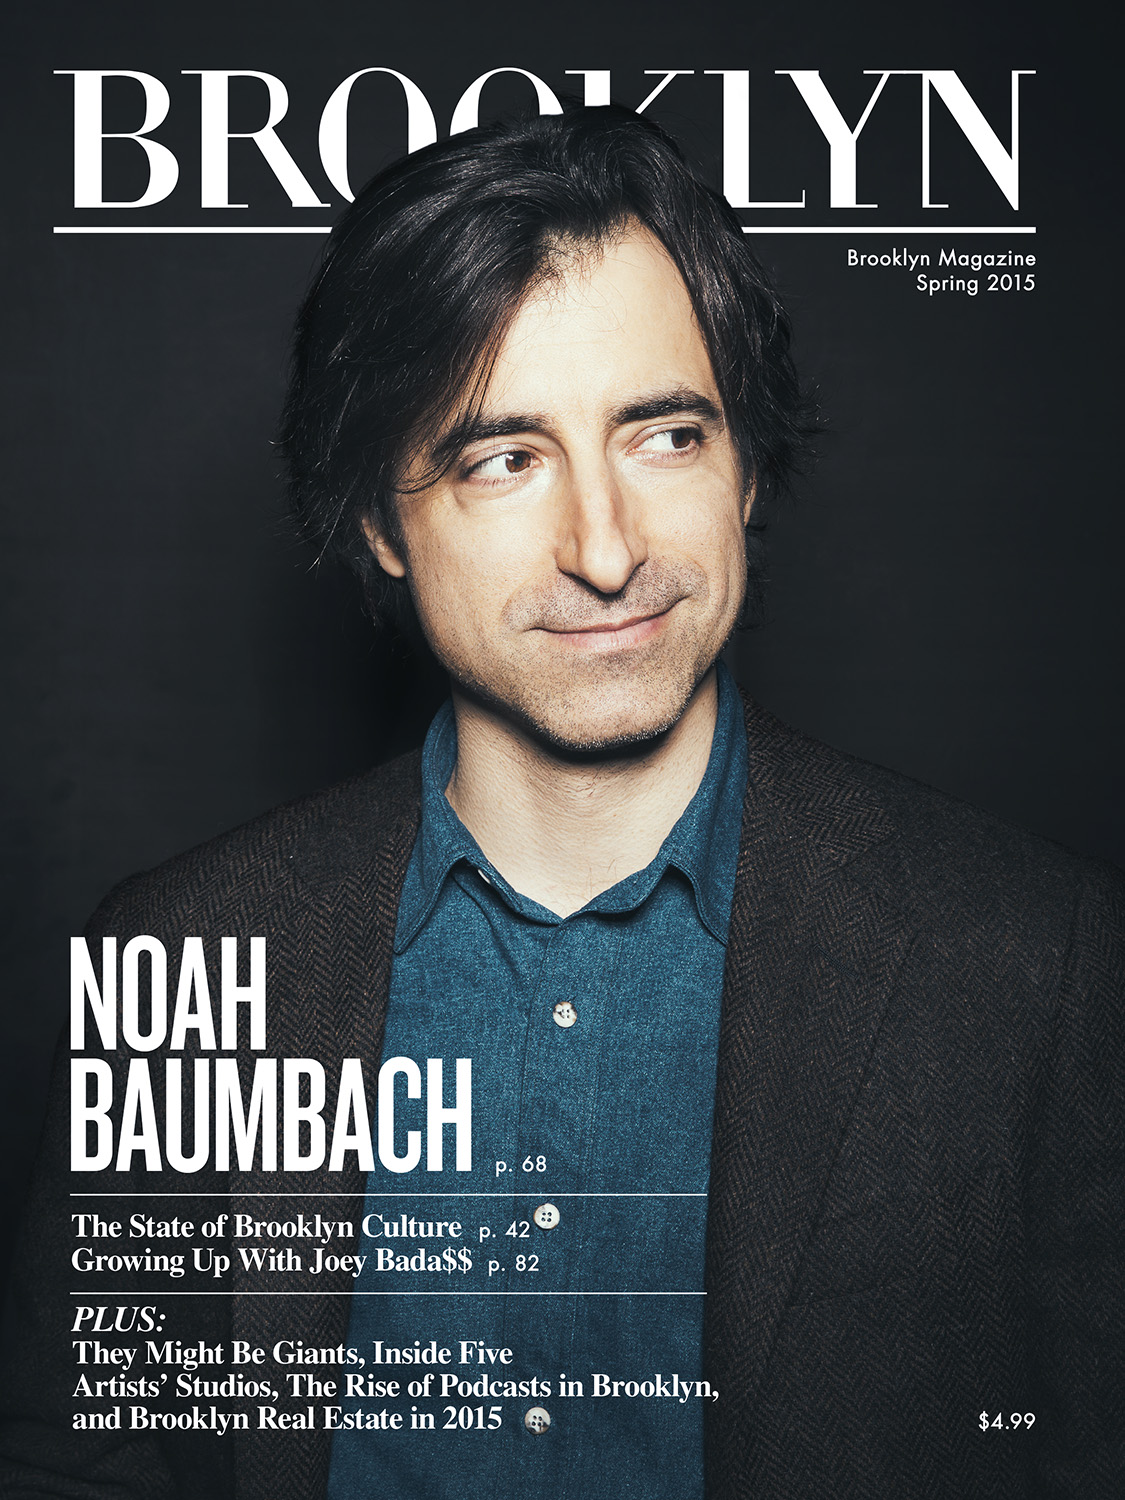 BROOKLYN
Brooklyn Magazine
Spring 2015
NOAH
BAUMBACH p. 68
The State of Brooklyn Culture p. 42
Growing Up With Joey Bada$$ p. 82
PLUS:
They Might Be Giants, Inside Five
Artists’ Studios, The Rise of Podcasts in Brooklyn,
and Brooklyn Real Estate in 2015
$4.99